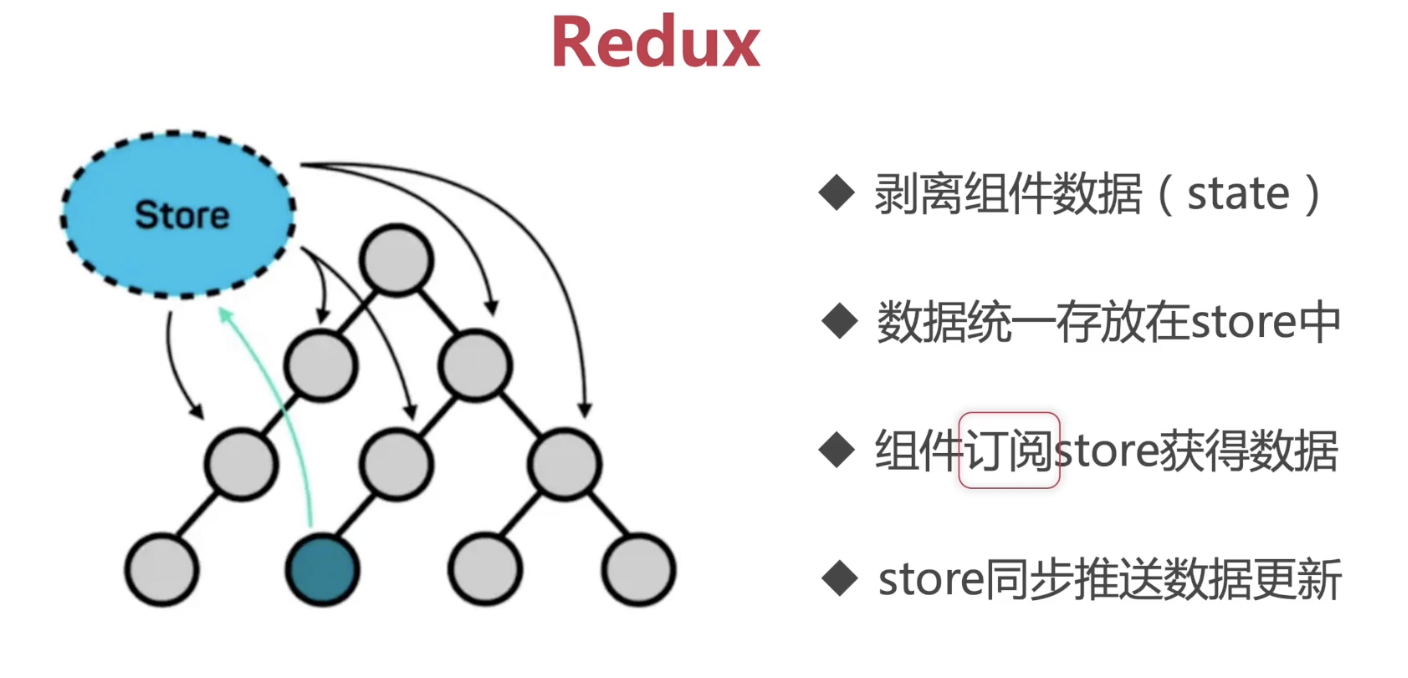 Redux
Store
剥离组件数据（state）
数据统一存放在store中
组件订阅store获得数据
store同步推送数据更新